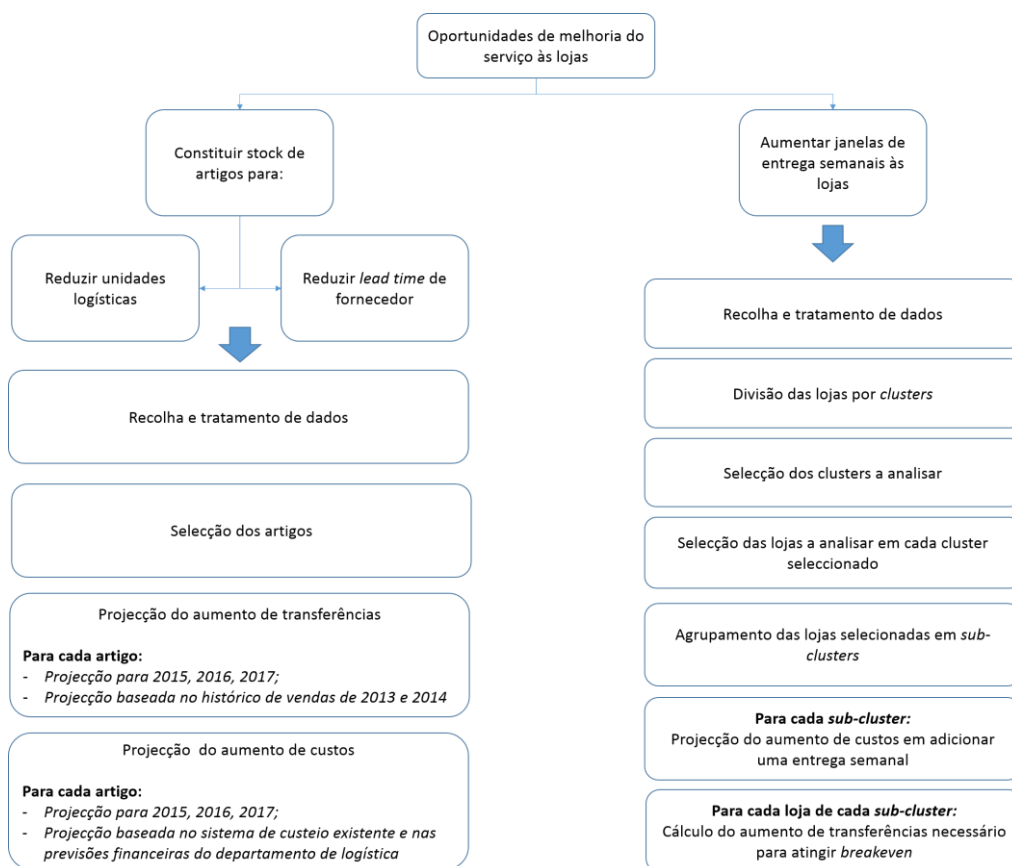 Oportunidades de melhoria do
serviço às lojas
Constituir stock de
artigos para:
Reduzir unidades
logísticas
Reduzir lead time de
fornecedor
Recolha e tratamento de dados
Selecção dos artigos
Projecção do aumento de transferências
Para cada artigo:
- Projecção para 2015, 2016, 2017;
- Projecção baseada no histórico de vendas de 2013 e 2014
Projecção do aumento de custos
Para cada artigo:
- Projecção para 2015, 2016, 2017;
- Projecção baseada no sistema de custeio existente e nas
previsões financeiras do departamento de logística
Aumentar janelas de
entrega semanais às
lojas
Recolha e tratamento de dados
Divisão das lojas por clusters
Selecção dos clusters a analisar
Selecção das lojas a analisar em cada cluster
seleccionado
Agrupamento das lojas selecionadas em sub-
clusters
Para cada sub-cluster:
Projecção do aumento de custos em adicionar
uma entrega semanal
Para cada loja de cada sub-cluster:
Cálculo do aumento de transferências necessário
para atingir breakeven